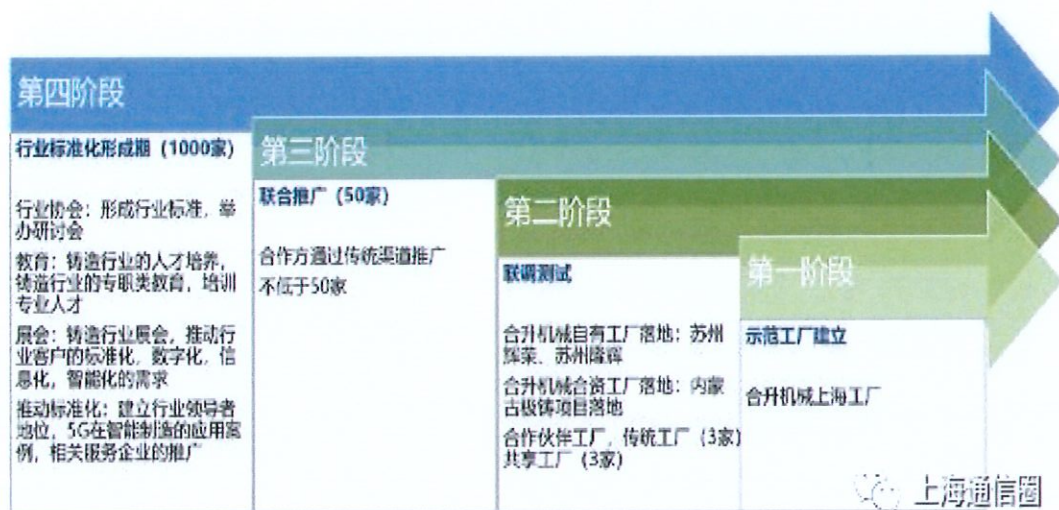 第四阶段
行业标准化形成期（1000家）
行业协会：形成行业标准，举
办研讨会
教育：铸造行业的人才培养，
铸造行业的专职类教育，培训
专业人才
展会：铸造行业展会，推动行
业客户的标准化，数字化，信
息化，智能化的需求
推动标准化：建立行业领导者
地位，5G在智能制造的应用案
例，相关服务企业的推广
第三阶段
联合推广（50家）
合作方通过传统渠道推广
不低于50家
第二阶段
联调测试
合升机械自有工厂落地：苏州
辉荣、苏州隆辉
合升机械合资工厂落地：内蒙
古极铸项目落地
合作伙伴工厂，传统工厂（3家）
共享工厂（3家）
第一阶段
示范工厂建立
合升机械上海工厂
上海通信圈